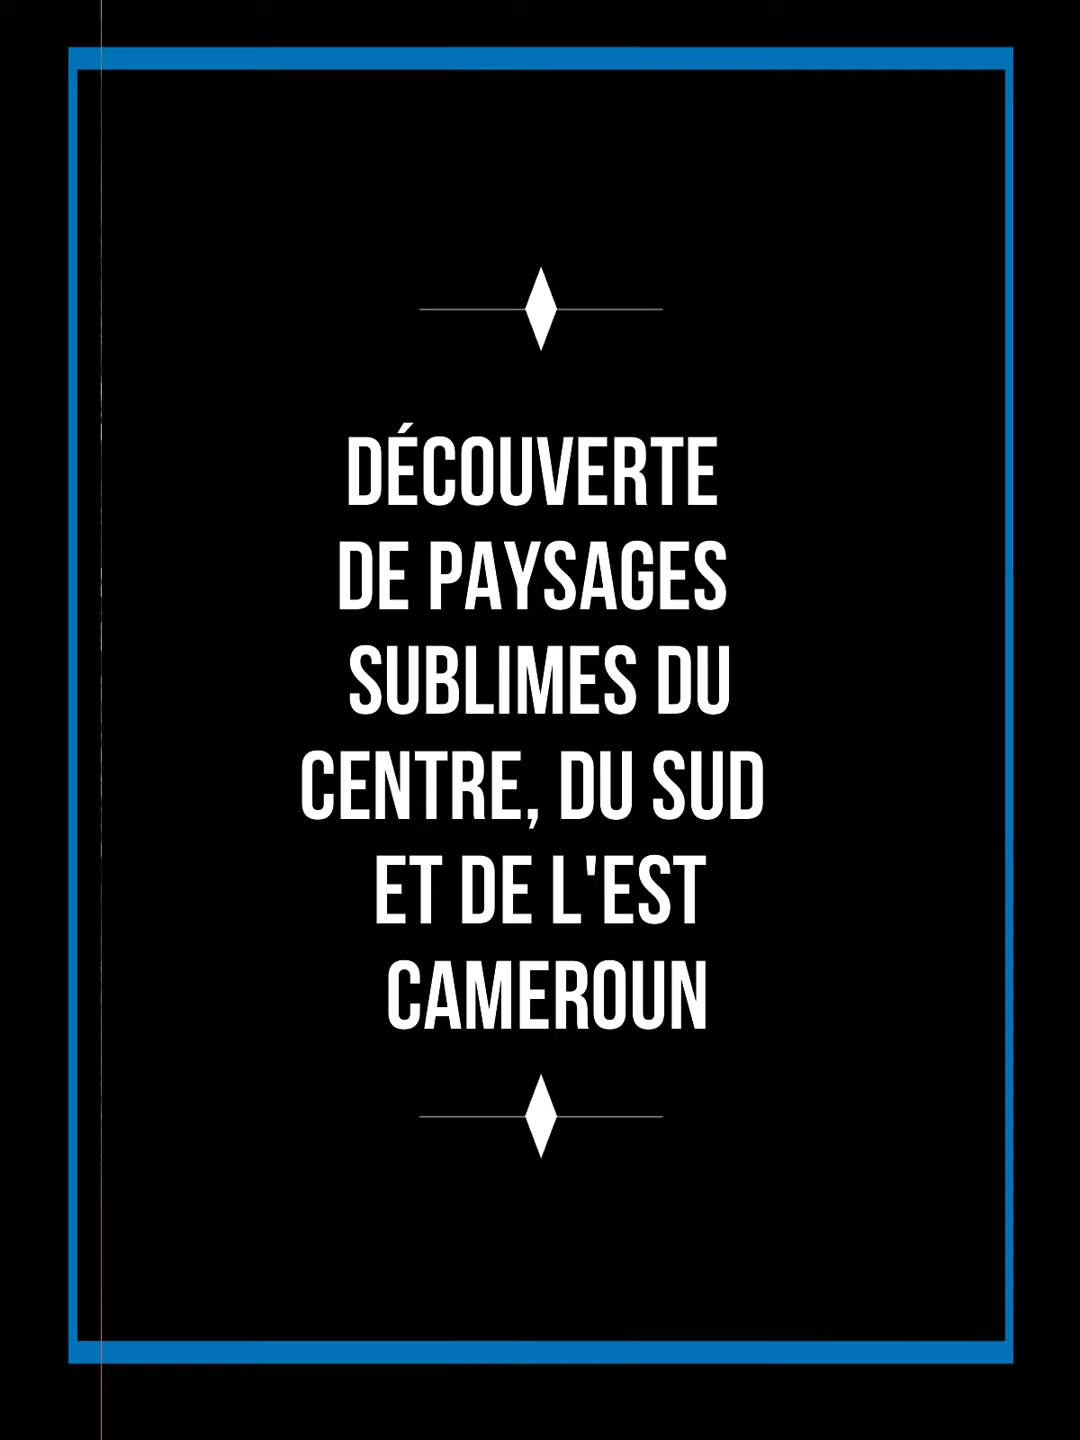 DÉCOUVERTE
DE PAYSAGES
SUBLIMES DU
CENTRE, DU SUD
ET DE L'EST
CAMEROUN